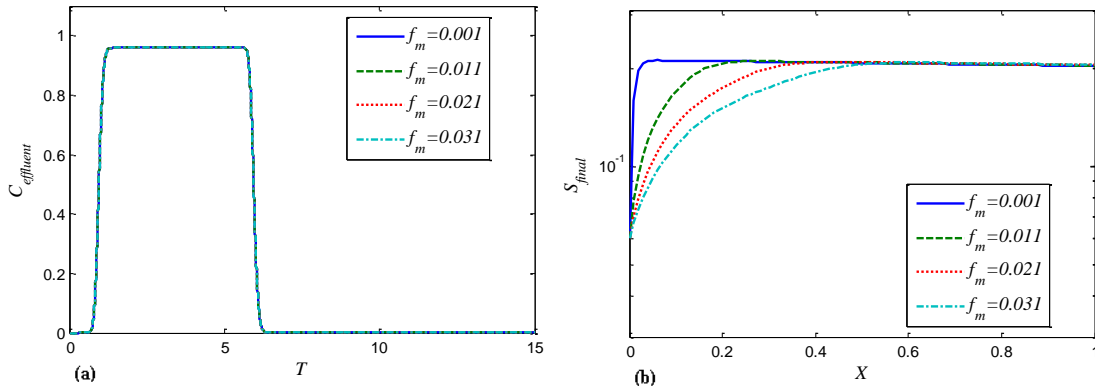 1
0.8
0.6
0.4
0.2
0
C_effluent
0 5 10 15
T
(a)
f_m=0.001
f_m=0.011
f_m=0.021
f_m=0.031
10^-1
S_final
0 0.2 0.4 0.6 0.8 1
X
(b)
f_m=0.001
f_m=0.011
f_m=0.021
f_m=0.031